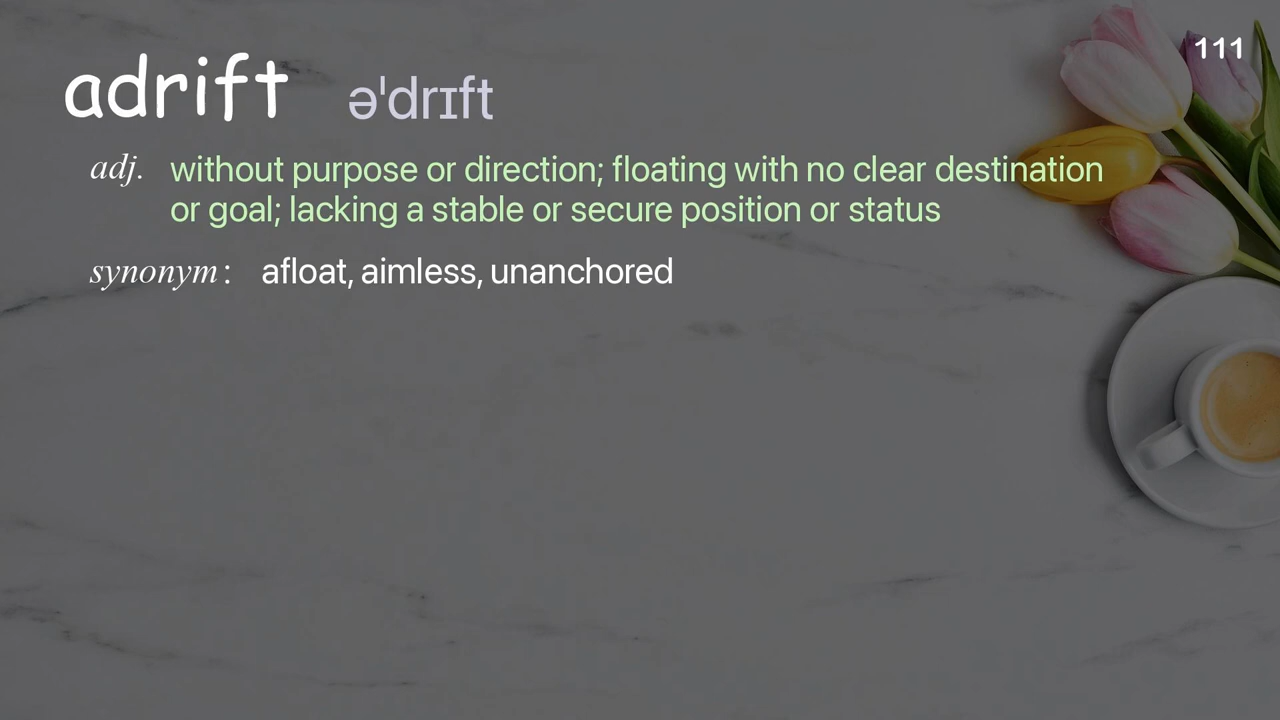 111
adrift əˈdrɪft
adj. without purpose or direction; floating with no clear destination
or goal; lacking a stable or secure position or status
synonym: afloat, aimless, unanchored